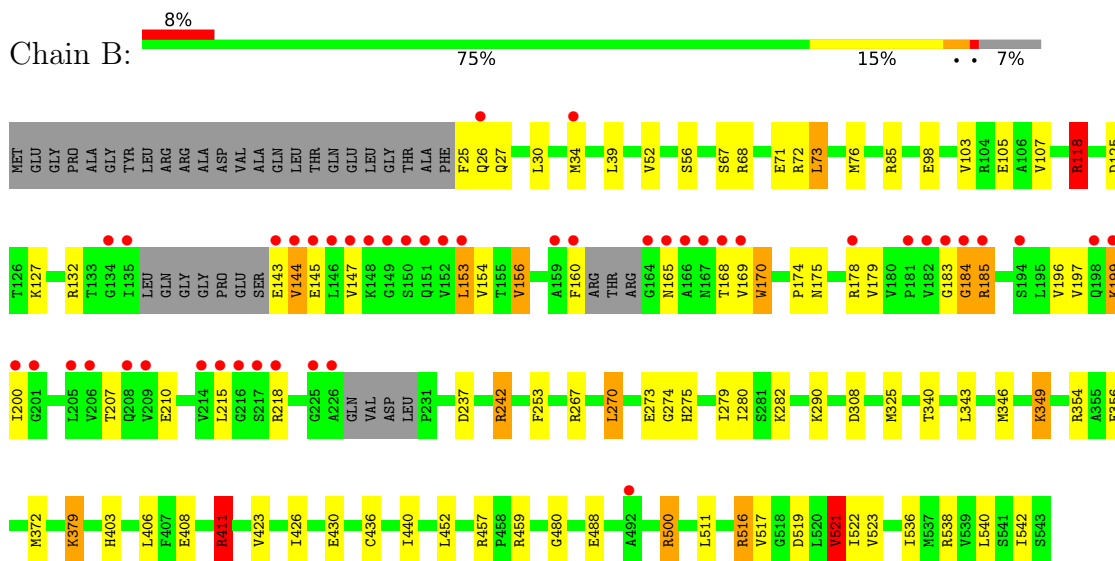 8%
Chain B:
75% 15% • • 7%
MET GLU GLY PRO ALA GLY TYR LEU ARG ARG ALA ASP VAL ALA GLN LEU THR GLN GLU LEU GLY THR ALA PHE F25 Q26 Q27 L30 M34 L39 V52 S56 S67 R68 E71 R72 L73 M76 R85 E98 V103 R104 E105 A106 V107 R118 D125
T126 K127 R132 T133 G134 I135 LEU GLN GLY GLY PRO GLU SER E143 V144 E145 L146 V147 K148 G149 S150 Q151 V152 L153 V154 T155 V156 A159 F160 ARG THR ARG G164 N165 A166 N167 T168 V169 W170 P174 N175 R178 V179 V180 P181 V182 G183 G184 R185 S194 L195 V196 V197 Q198 K199
I200 G201 L205 V206 T207 Q208 V209 E210 V214 L215 G216 S217 R218 G225 A226 GLN VAL ASP LEU P231 D237 R242 F253 R267 L270 E273 G274 H275 I279 I280 S281 K282 K290 D308 M325 T340 L343 M346 K349 R354 A355
M372 K379 H403 L406 F407 E408 R411 V423 I426 E430 C436 I440 L452 R457 P458 R459 G480 E488 A492 R500 L511 R516 V517 G518 D519 L520 V521 I522 V523 I536 M537 R538 V539 L540 S541 I542 S543